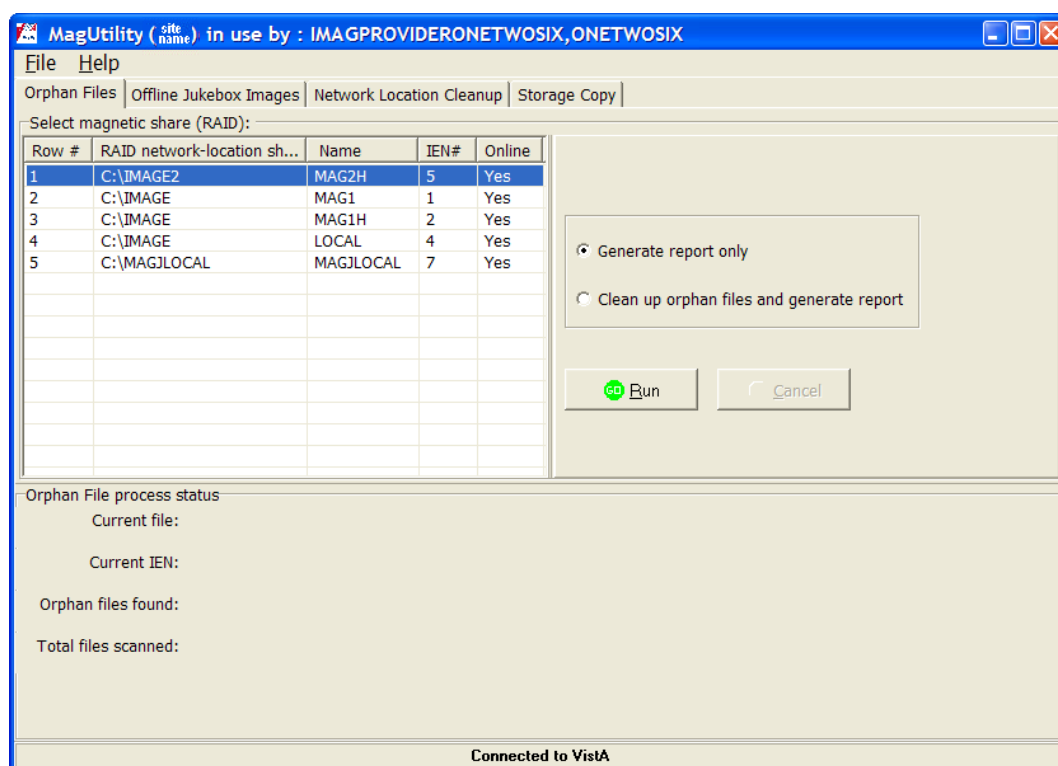 MagUtility (site name) in use by : IMAGPROVIDERONETWOSIX,ONETWOSIX
File Help
Orphan Files Offline Jukebox Images Network Location Cleanup Storage Copy
Select magnetic share (RAID):
Row # RAID network-location sh... Name IEN# Online
1 C:\IMAGE2 MAG2H 5 Yes
2 C:\IMAGE MAG1 1 Yes
3 C:\IMAGE MAG1H 2 Yes
4 C:\IMAGE LOCAL 4 Yes
5 C:\MAGJLOCAL MAGJLOCAL 7 Yes
Generate report only
Clean up orphan files and generate report
GO Run Cancel
Orphan File process status
Current file:
Current IEN:
Orphan files found:
Total files scanned:
Connected to VistA